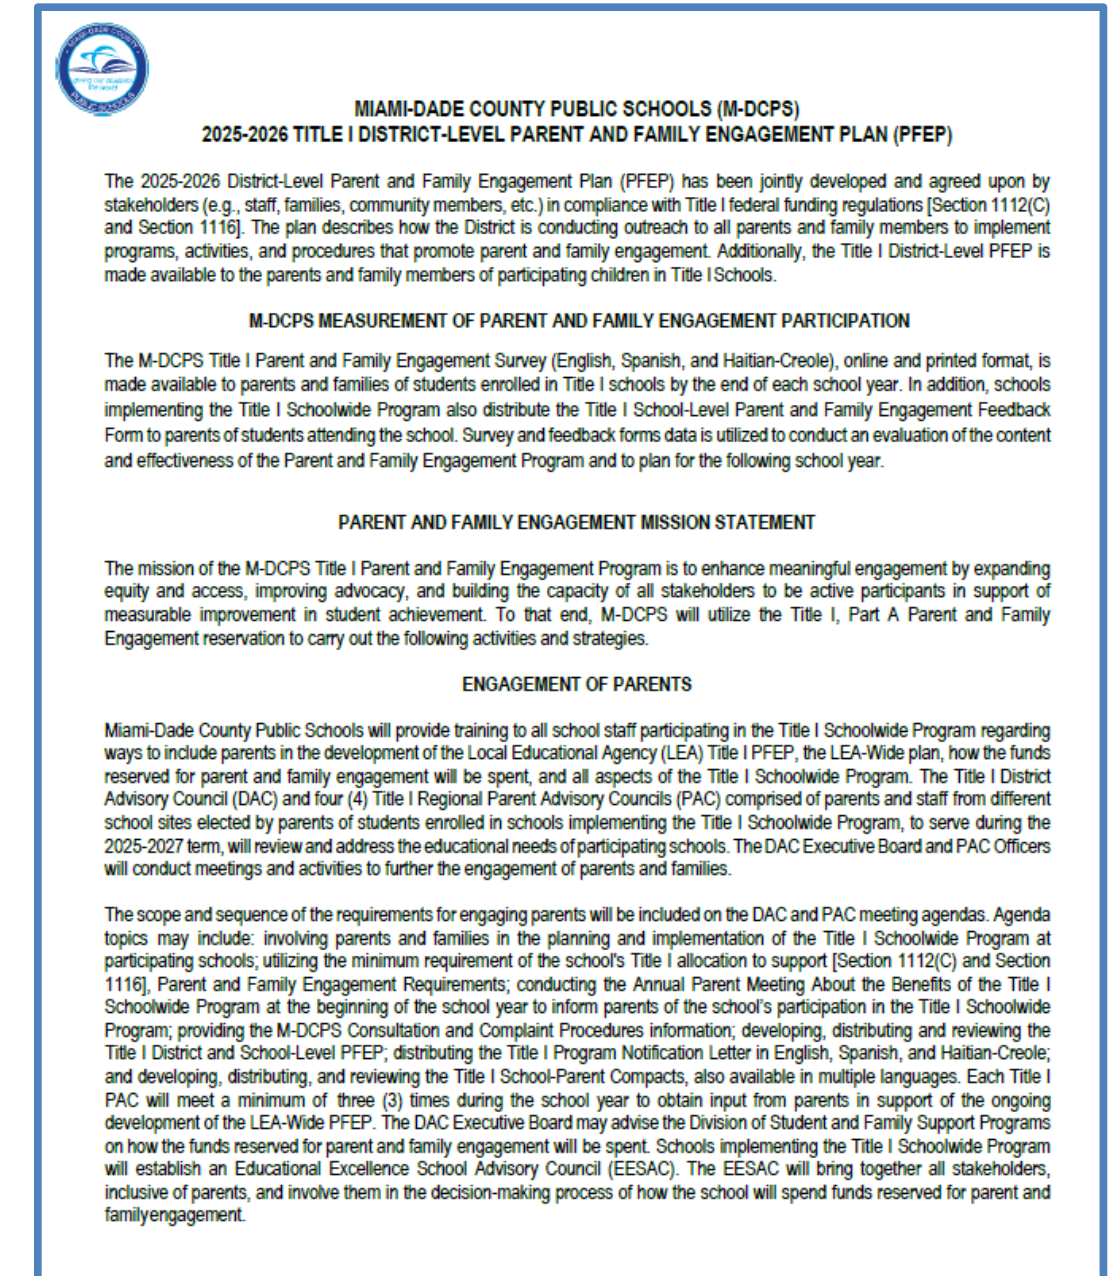 MIAMI-DADE COUNTY
giving our students
the world
PUBLIC SCHOOLS
MIAMI-DADE COUNTY PUBLIC SCHOOLS (M-DCPS)
2025-2026 TITLE I DISTRICT-LEVEL PARENT AND FAMILY ENGAGEMENT PLAN (PFEP)
The 2025-2026 District-Level Parent and Family Engagement Plan (PFEP) has been jointly developed and agreed upon by
stakeholders (e.g., staff, families, community members, etc.) in compliance with Title I federal funding regulations [Section 1112(C)
and Section 1116]. The plan describes how the District is conducting outreach to all parents and family members to implement
programs, activities, and procedures that promote parent and family engagement. Additionally, the Title I District-Level PFEP is
made available to the parents and family members of participating children in Title I Schools.
M-DCPS MEASUREMENT OF PARENT AND FAMILY ENGAGEMENT PARTICIPATION
The M-DCPS Title I Parent and Family Engagement Survey (English, Spanish, and Haitian-Creole), online and printed format, is
made available to parents and families of students enrolled in Title I schools by the end of each school year. In addition, schools
implementing the Title I Schoolwide Program also distribute the Title I School-Level Parent and Family Engagement Feedback
Form to parents of students attending the school. Survey and feedback forms data is utilized to conduct an evaluation of the content
and effectiveness of the Parent and Family Engagement Program and to plan for the following school year.
PARENT AND FAMILY ENGAGEMENT MISSION STATEMENT
The mission of the M-DCPS Title I Parent and Family Engagement Program is to enhance meaningful engagement by expanding
equity and access, improving advocacy, and building the capacity of all stakeholders to be active participants in support of
measurable improvement in student achievement. To that end, M-DCPS will utilize the Title I, Part A Parent and Family
Engagement reservation to carry out the following activities and strategies.
ENGAGEMENT OF PARENTS
Miami-Dade County Public Schools will provide training to all school staff participating in the Title I Schoolwide Program regarding
ways to include parents in the development of the Local Educational Agency (LEA) Title I PFEP, the LEA-Wide plan, how the funds
reserved for parent and family engagement will be spent, and all aspects of the Title I Schoolwide Program. The Title I District
Advisory Council (DAC) and four (4) Title I Regional Parent Advisory Councils (PAC) comprised of parents and staff from different
school sites elected by parents of students enrolled in schools implementing the Title I Schoolwide Program, to serve during the
2025-2027 term, will review and address the educational needs of participating schools. The DAC Executive Board and PAC Officers
will conduct meetings and activities to further the engagement of parents and families.
The scope and sequence of the requirements for engaging parents will be included on the DAC and PAC meeting agendas. Agenda
topics may include: involving parents and families in the planning and implementation of the Title I Schoolwide Program at
participating schools; utilizing the minimum requirement of the school's Title I allocation to support [Section 1112(C) and Section
1116], Parent and Family Engagement Requirements; conducting the Annual Parent Meeting About the Benefits of the Title I
Schoolwide Program at the beginning of the school year to inform parents of the school's participation in the Title I Schoolwide
Program; providing the M-DCPS Consultation and Complaint Procedures information; developing, distributing and reviewing the
Title I District and School-Level PFEP; distributing the Title I Program Notification Letter in English, Spanish, and Haitian-Creole;
and developing, distributing, and reviewing the Title I School-Parent Compacts, also available in multiple languages. Each Title I
PAC will meet a minimum of three (3) times during the school year to obtain input from parents in support of the ongoing
development of the LEA-Wide PFEP. The DAC Executive Board may advise the Division of Student and Family Support Programs
on how the funds reserved for parent and family engagement will be spent. Schools implementing the Title I Schoolwide Program
will establish an Educational Excellence School Advisory Council (EESAC). The EESAC will bring together all stakeholders,
inclusive of parents, and involve them in the decision-making process of how the school will spend funds reserved for parent and
familyengagement.